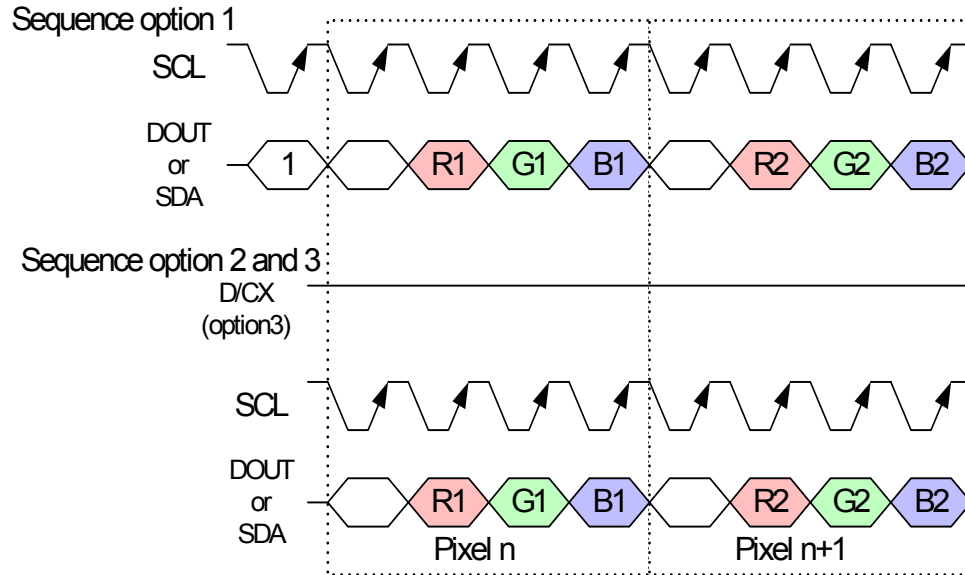 Sequence option 1
SCL
DOUT
or
SDA
1 R1 G1 B1 R2 G2 B2
Sequence option 2 and 3
D/CX
(option3)
SCL
DOUT
or
SDA
R1 G1 B1 R2 G2 B2
Pixel n Pixel n+1